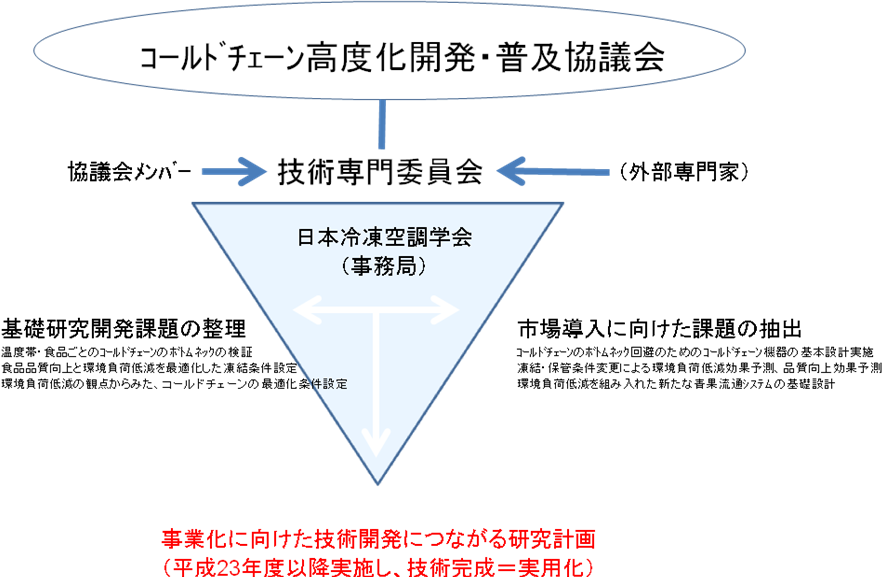 ｺｰﾙﾄﾞﾁｪｰﾝ高度化開発・普及協議会
協議会ﾒﾝﾊﾞｰ
技術専門委員会
（外部専門家）
日本冷凍空調学会
（事務局）
基礎研究開発課題の整理
温度帯・食品ごとのｺｰﾙﾄﾞﾁｪｰﾝのﾎﾞﾄﾑﾈｯｸの検証
食品品質向上と環境負荷低減を最適化した凍結条件設定
環境負荷低減の観点からみた、コールドチェーンの最適化条件設定
市場導入に向けた課題の抽出
ｺｰﾙﾄﾞﾁｪｰﾝのﾎﾞﾄﾑﾈｯｸ回避のためのｺｰﾙﾄﾞﾁｪｰﾝ機器の基本設計実施
凍結・保管条件変更による環境負荷低減効果予測、品質向上効果予測
環境負荷低減を組み入れた新たな青果流通ｼｽﾃﾑの基礎設計
事業化に向けた技術開発につながる研究計画
（平成23年度以降実施し、技術完成＝実用化）